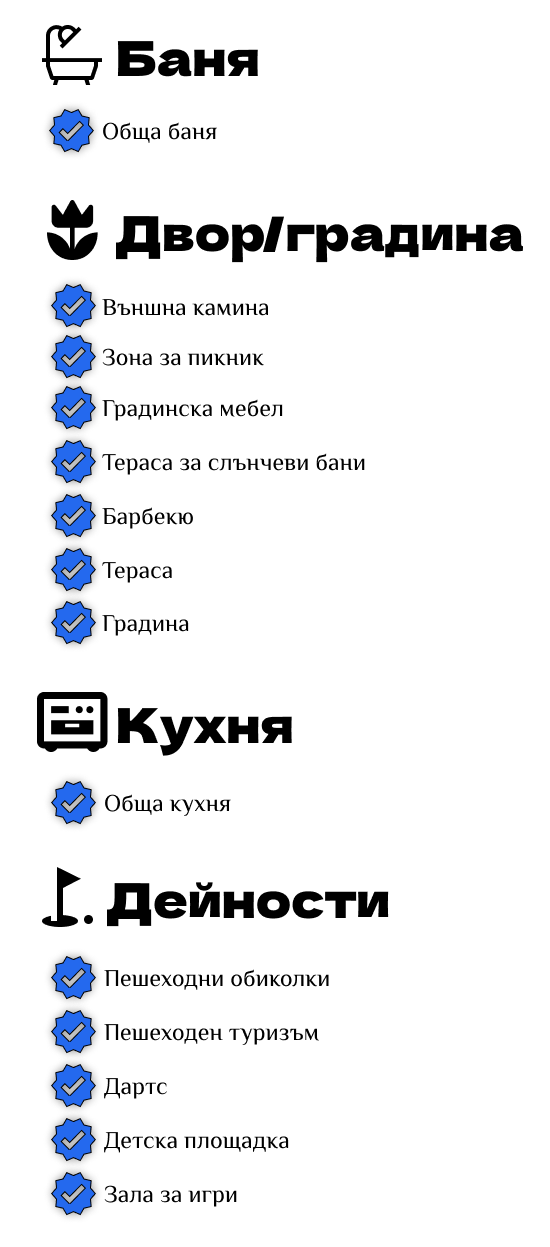 Баня
Обща баня
Двор/градина
Външна камина
Зона за пикник
Градинска мебел
Тераса за слънчеви бани
Барбекю
Тераса
Градина
Кухня
Обща кухня
Дейности
Пешеходни обиколки
Пешеходен туризъм
Дартс
Детска площадка
Зала за игри